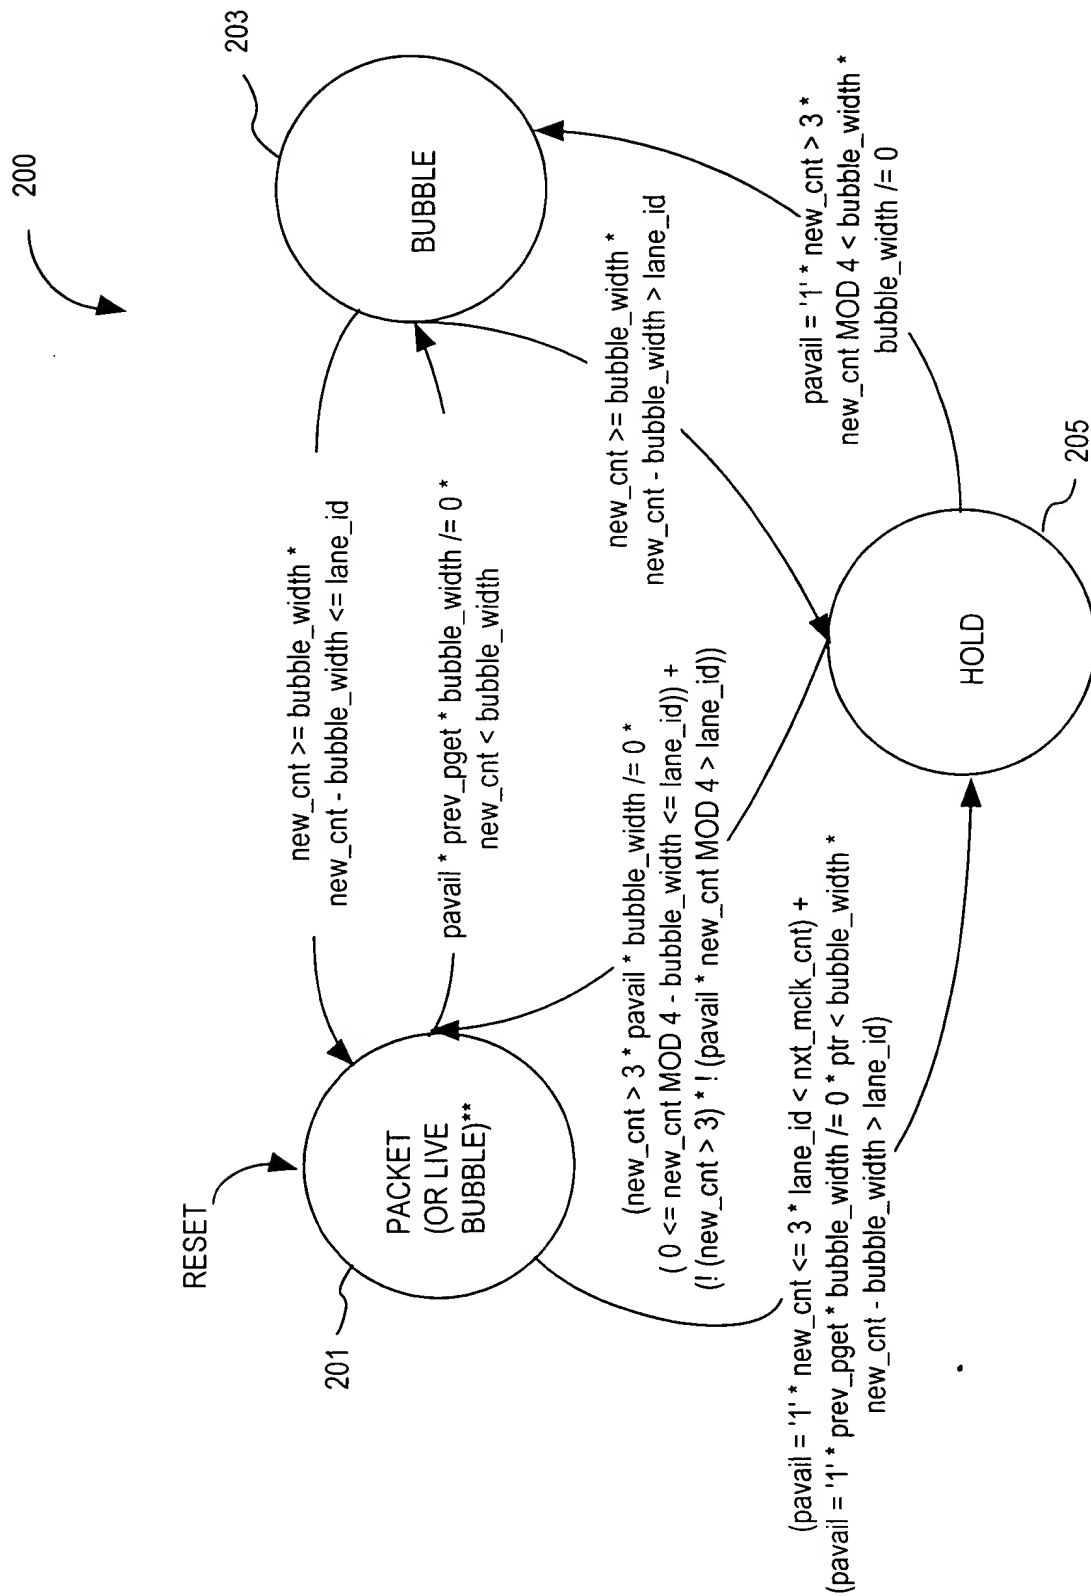 200
RESET
201
PACKET
(OR LIVE
BUBBLE)**
new_cnt >= bubble_width *
new_cnt - bubble_width <= lane_id
pavail * prev_pget * bubble_width /= 0 *
new_cnt < bubble_width
203
BUBBLE
new_cnt >= bubble_width *
new_cnt - bubble_width > lane_id
pavail = '1' * new_cnt > 3 *
new_cnt MOD 4 < bubble_width *
bubble_width /= 0
(new_cnt > 3 * pavail * bubble_width /= 0 *
( 0 <= new_cnt MOD 4 - bubble_width <= lane_id)) +
(! (new_cnt > 3) * ! (pavail * new_cnt MOD 4 > lane_id))
(pavail = '1' * new_cnt <= 3 * lane_id < nxt_mclk_cnt) +
(pavail = '1' * prev_pget * bubble_width /= 0 * ptr < bubble_width *
new_cnt - bubble_width > lane_id)
HOLD
205